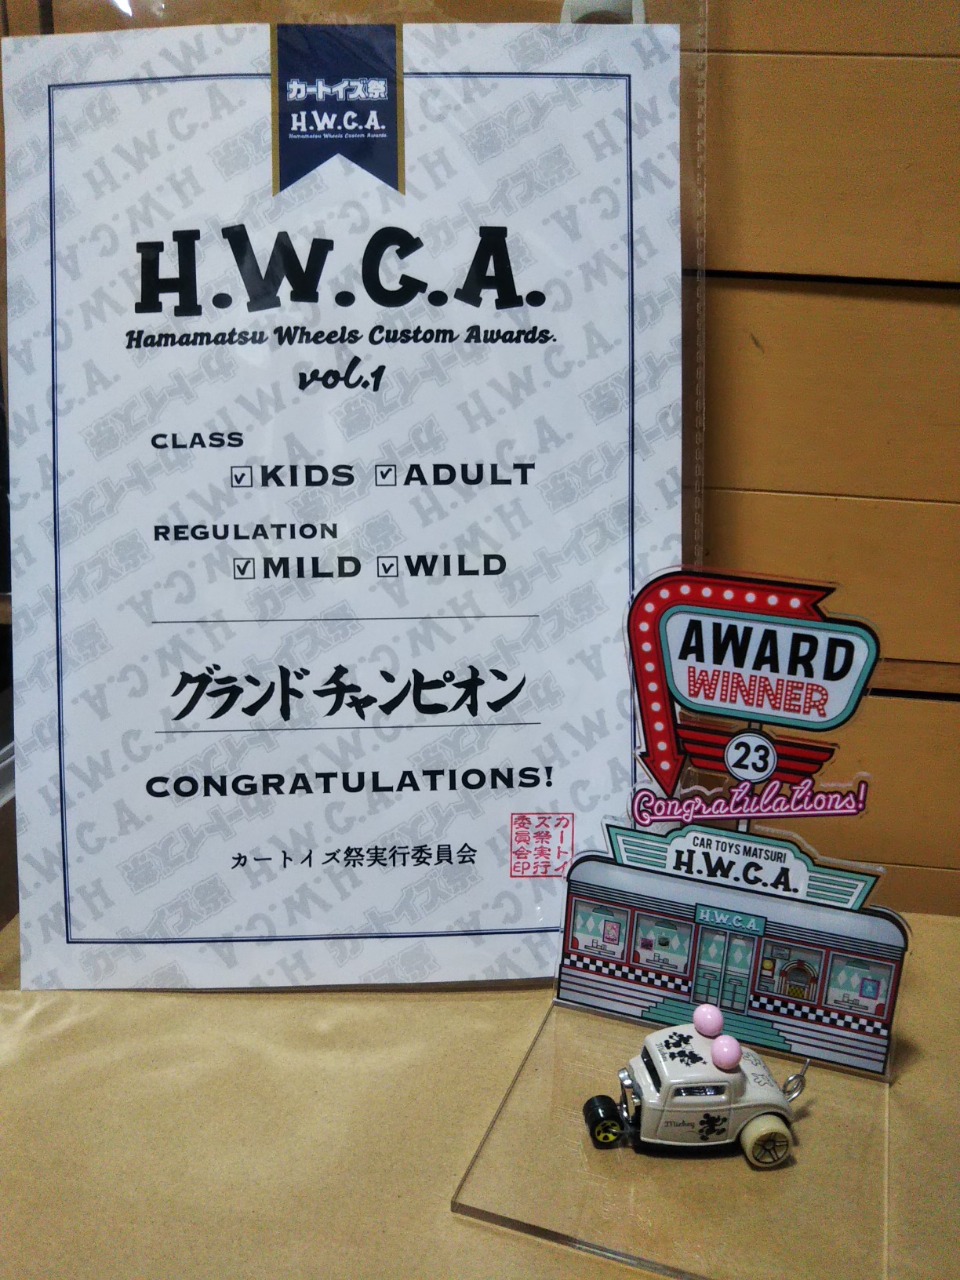 カートイズ祭
H.W.C.A.
Hamamatsu Wheels Custom Awards.
H.W.C.A.
Hamamatsu Wheels Custom Awards.
vol.1
CLASS
☑KIDS ☑ADULT
REGULATION
☑MILD ☑WILD
グランドチャンピオン
CONGRATULATIONS!
カートイズ祭実行委員会
カートイ
ズ祭実行
委員会印
AWARD
WINNER
23
Congratulations!
CAR TOYS MATSURI
H.W.C.A.
H.W.C.A.
Mickey